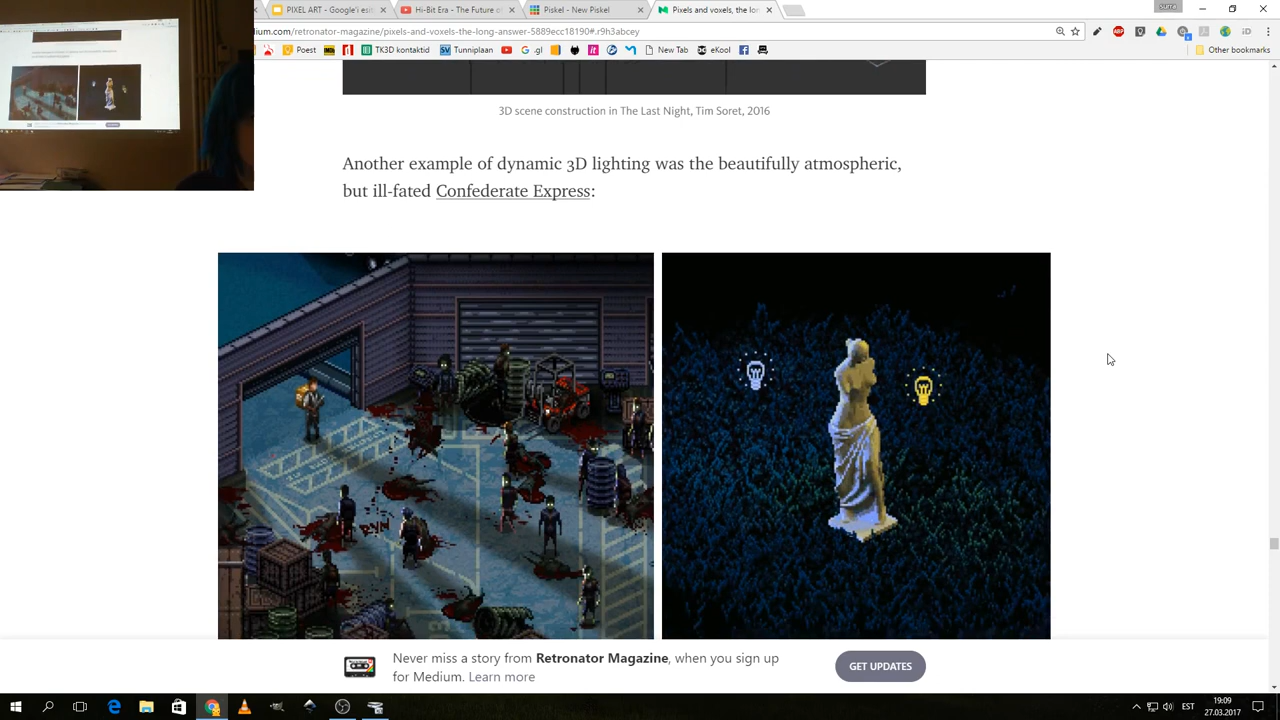 PIXEL ART - Google'i esit
Hi-Bit Era - The Future o
Piskel - New Piskel
Pixels and voxels, the lo
suma
dium.com/retronator-magazine/pixels-and-voxels-the-long-answer-5889ecc18190#.r9h3abcey
Poest
TK3D kontaktid
Tunniplaan
.gl
New Tab
eKool
Other bookmarks
3D scene construction in The Last Night, Tim Soret, 2016
Another example of dynamic 3D lighting was the beautifully atmospheric,
but ill-fated Confederate Express:
Never miss a story from Retronator Magazine, when you sign up
for Medium. Learn more
GET UPDATES
EST
19:09
27.03.2017